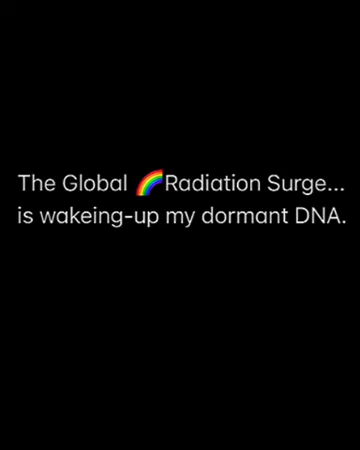 The Global 🌈Radiation Surge...
is wakeing-up my dormant DNA.